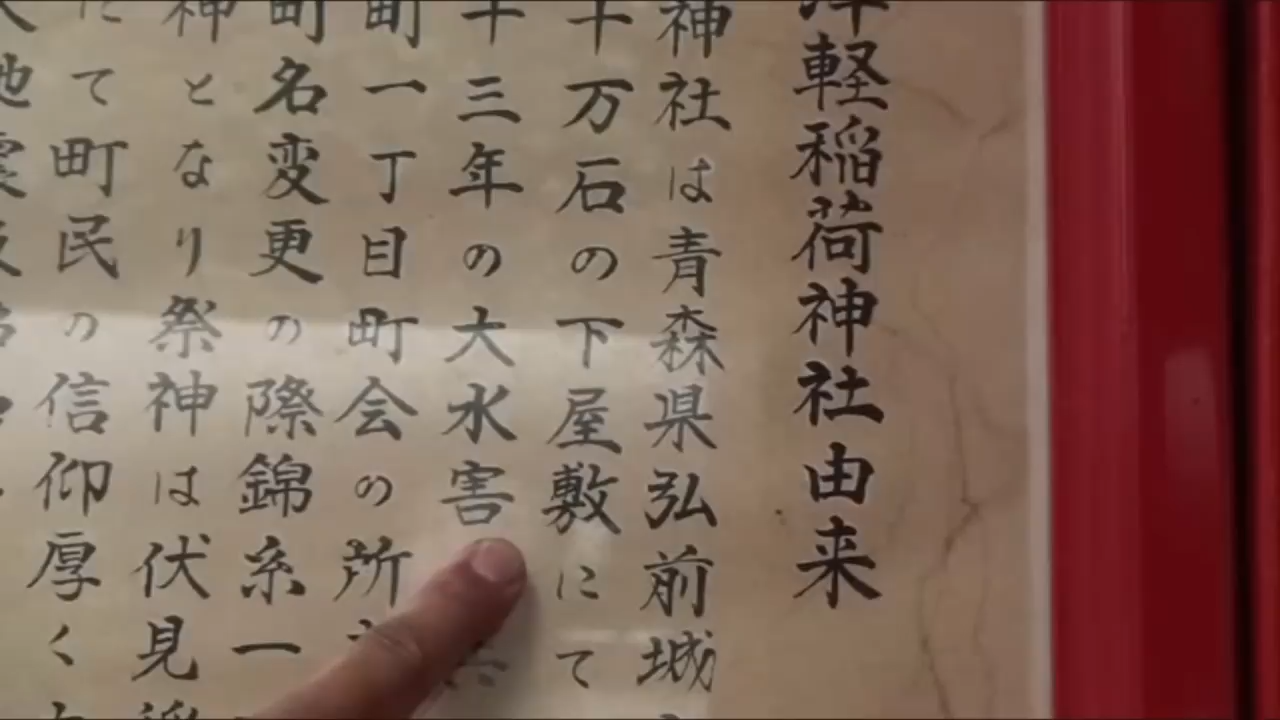 津軽稲荷神社由来
神社は青森県弘前城
十万石の下屋敷にて
十三年の大水害
町一丁目町会の所
町名変更の際錦糸一
神となり祭神は伏見
にて町民の信仰厚く